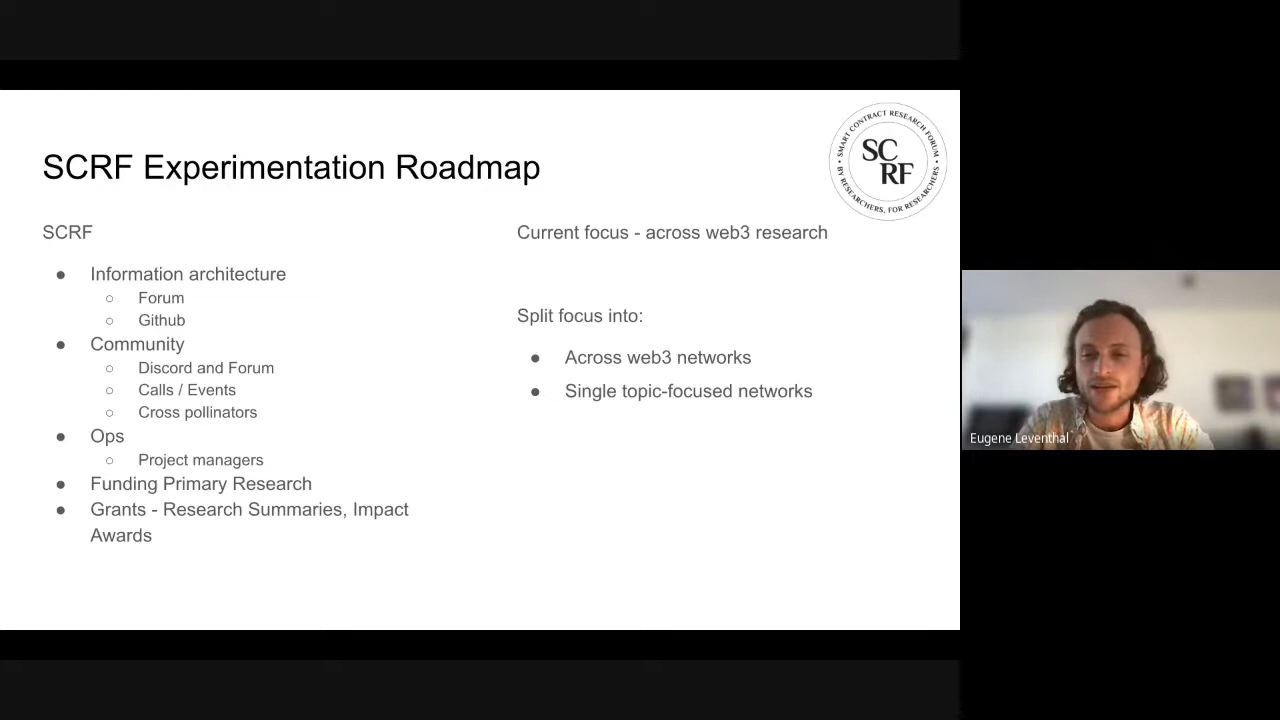 SCRF Experimentation Roadmap
SMART CONTRACT RESEARCH FORUM
SC
RF
• BY RESEARCHERS, FOR RESEARCHERS •
SCRF
● Information architecture
○ Forum
○ Github
● Community
○ Discord and Forum
○ Calls / Events
○ Cross pollinators
● Ops
○ Project managers
● Funding Primary Research
● Grants - Research Summaries, Impact
Awards
Current focus - across web3 research
Split focus into:
● Across web3 networks
● Single topic-focused networks
Eugene Leventhal